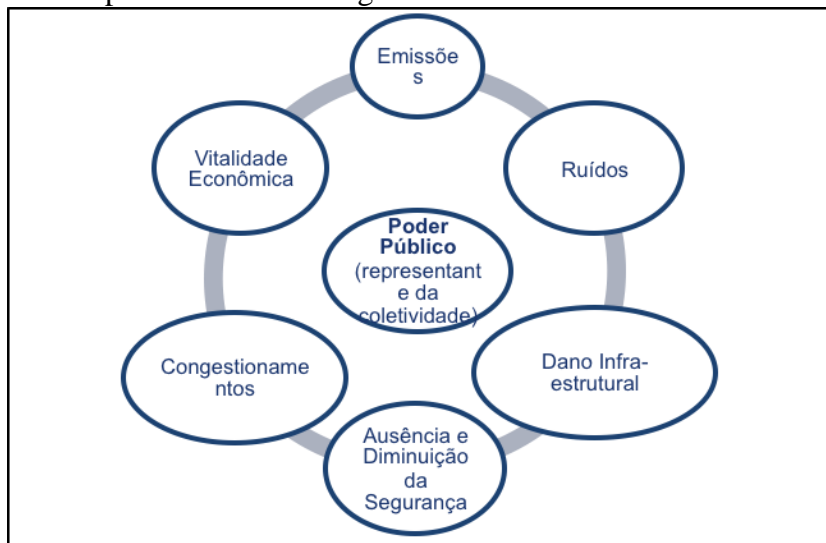 Emissõe
s
Vitalidade
Econômica
Ruídos
Poder
Público
(representant
e da
coletividade)
Congestioname
ntos
Dano Infra-
estrutural
Ausência e
Diminuição
da
Segurança